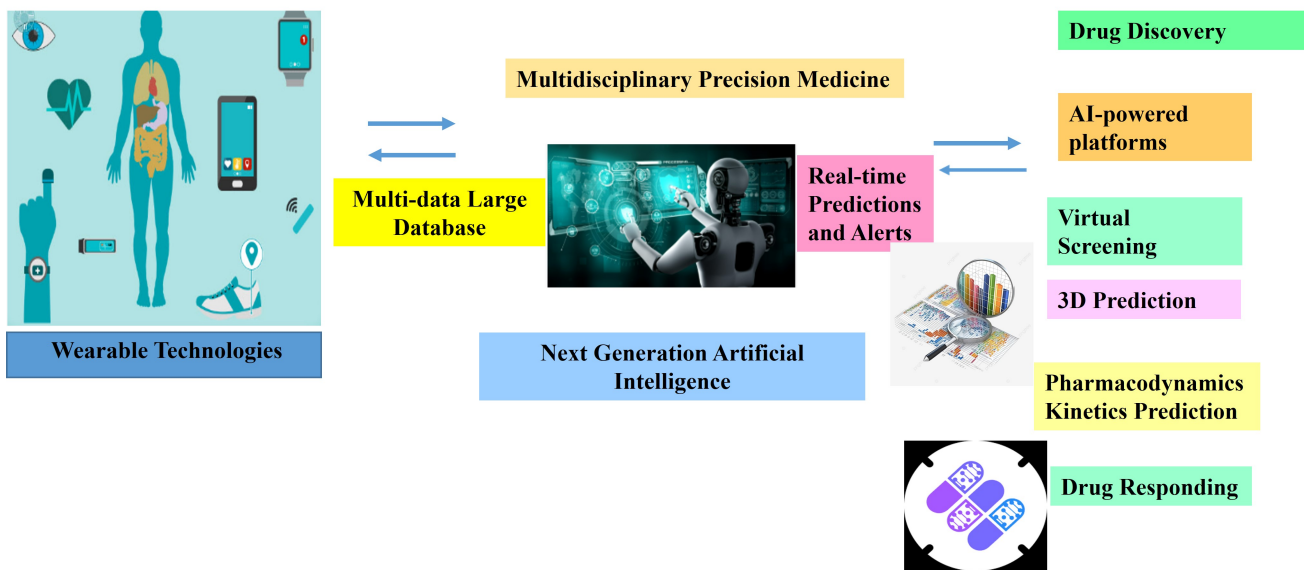 Wearable Technologies
Multi-data Large
Database
Multidisciplinary Precision Medicine
Real-time
Predictions
and Alerts
Next Generation Artificial
Intelligence
Drug Discovery
AI-powered
platforms
Virtual
Screening
3D Prediction
Pharmacodynamics
Kinetics Prediction
Drug Responding